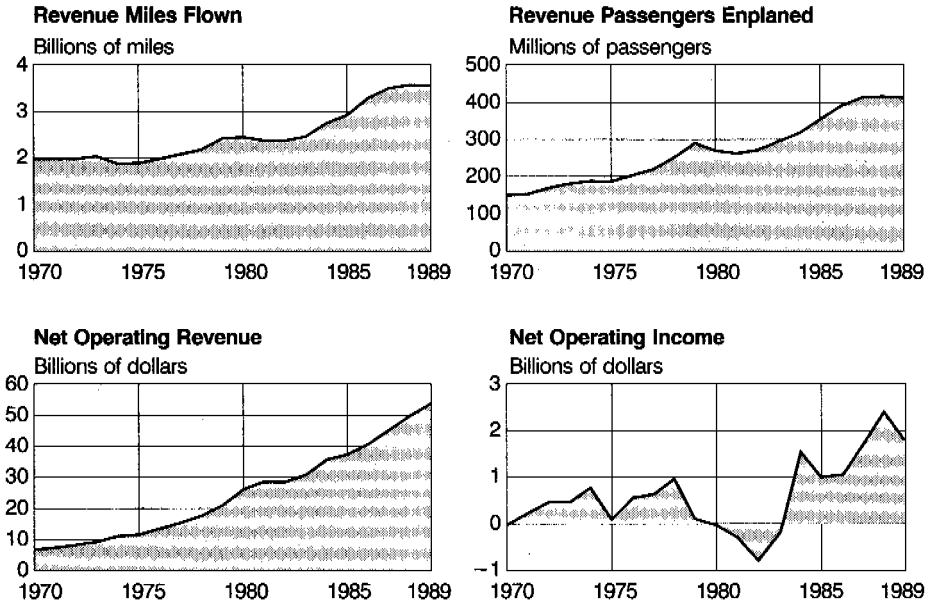 Revenue Miles Flown
Billions of miles
4
3
2
1
0
1970 1975 1980 1985 1989
Revenue Passengers Enplaned
Millions of passengers
500
400
300
200
100
0
1970 1975 1980 1985 1989
Net Operating Revenue
Billions of dollars
60
50
40
30
20
10
0
1970 1975 1980 1985 1989
Net Operating Income
Billions of dollars
3
2
1
0
−1
1970 1975 1980 1985 1989